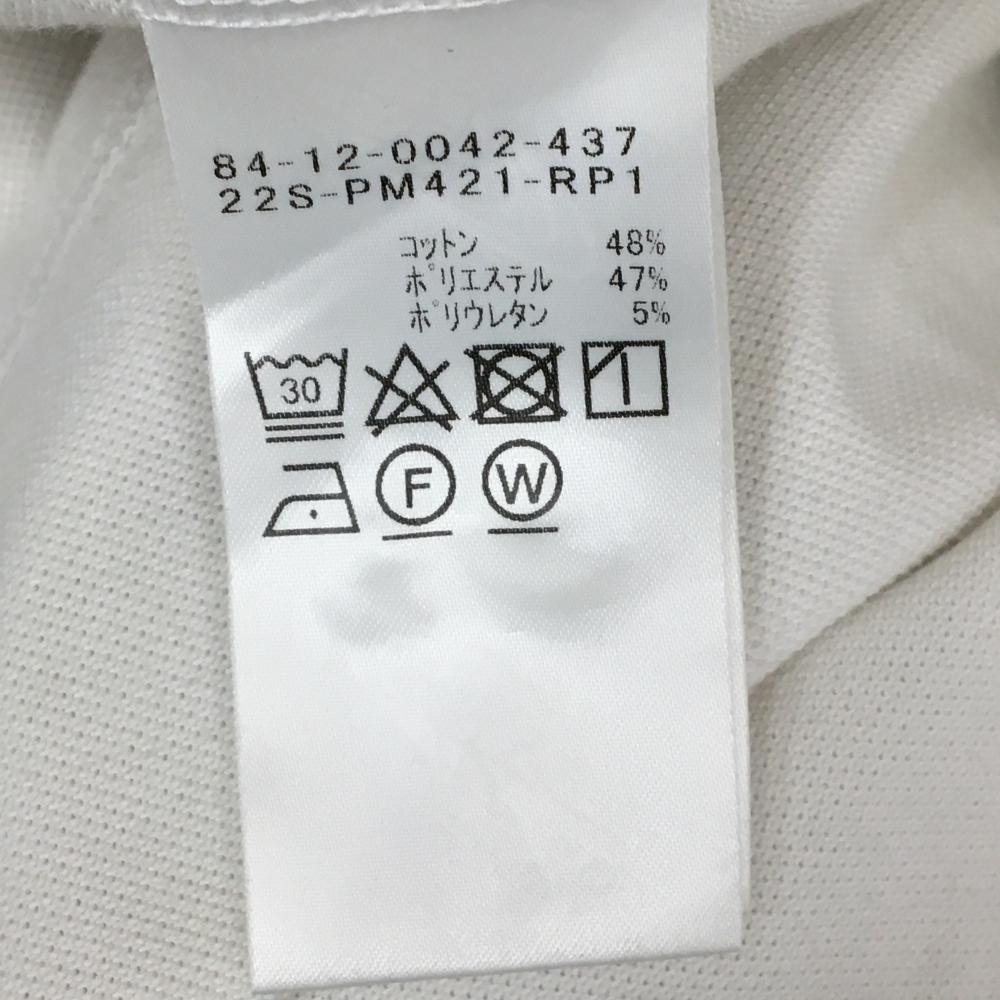 84-12-0042-437
22S-PM421-RP1
コットン 48%
ポリエステル 47%
ポリウレタン 5%
30
F W